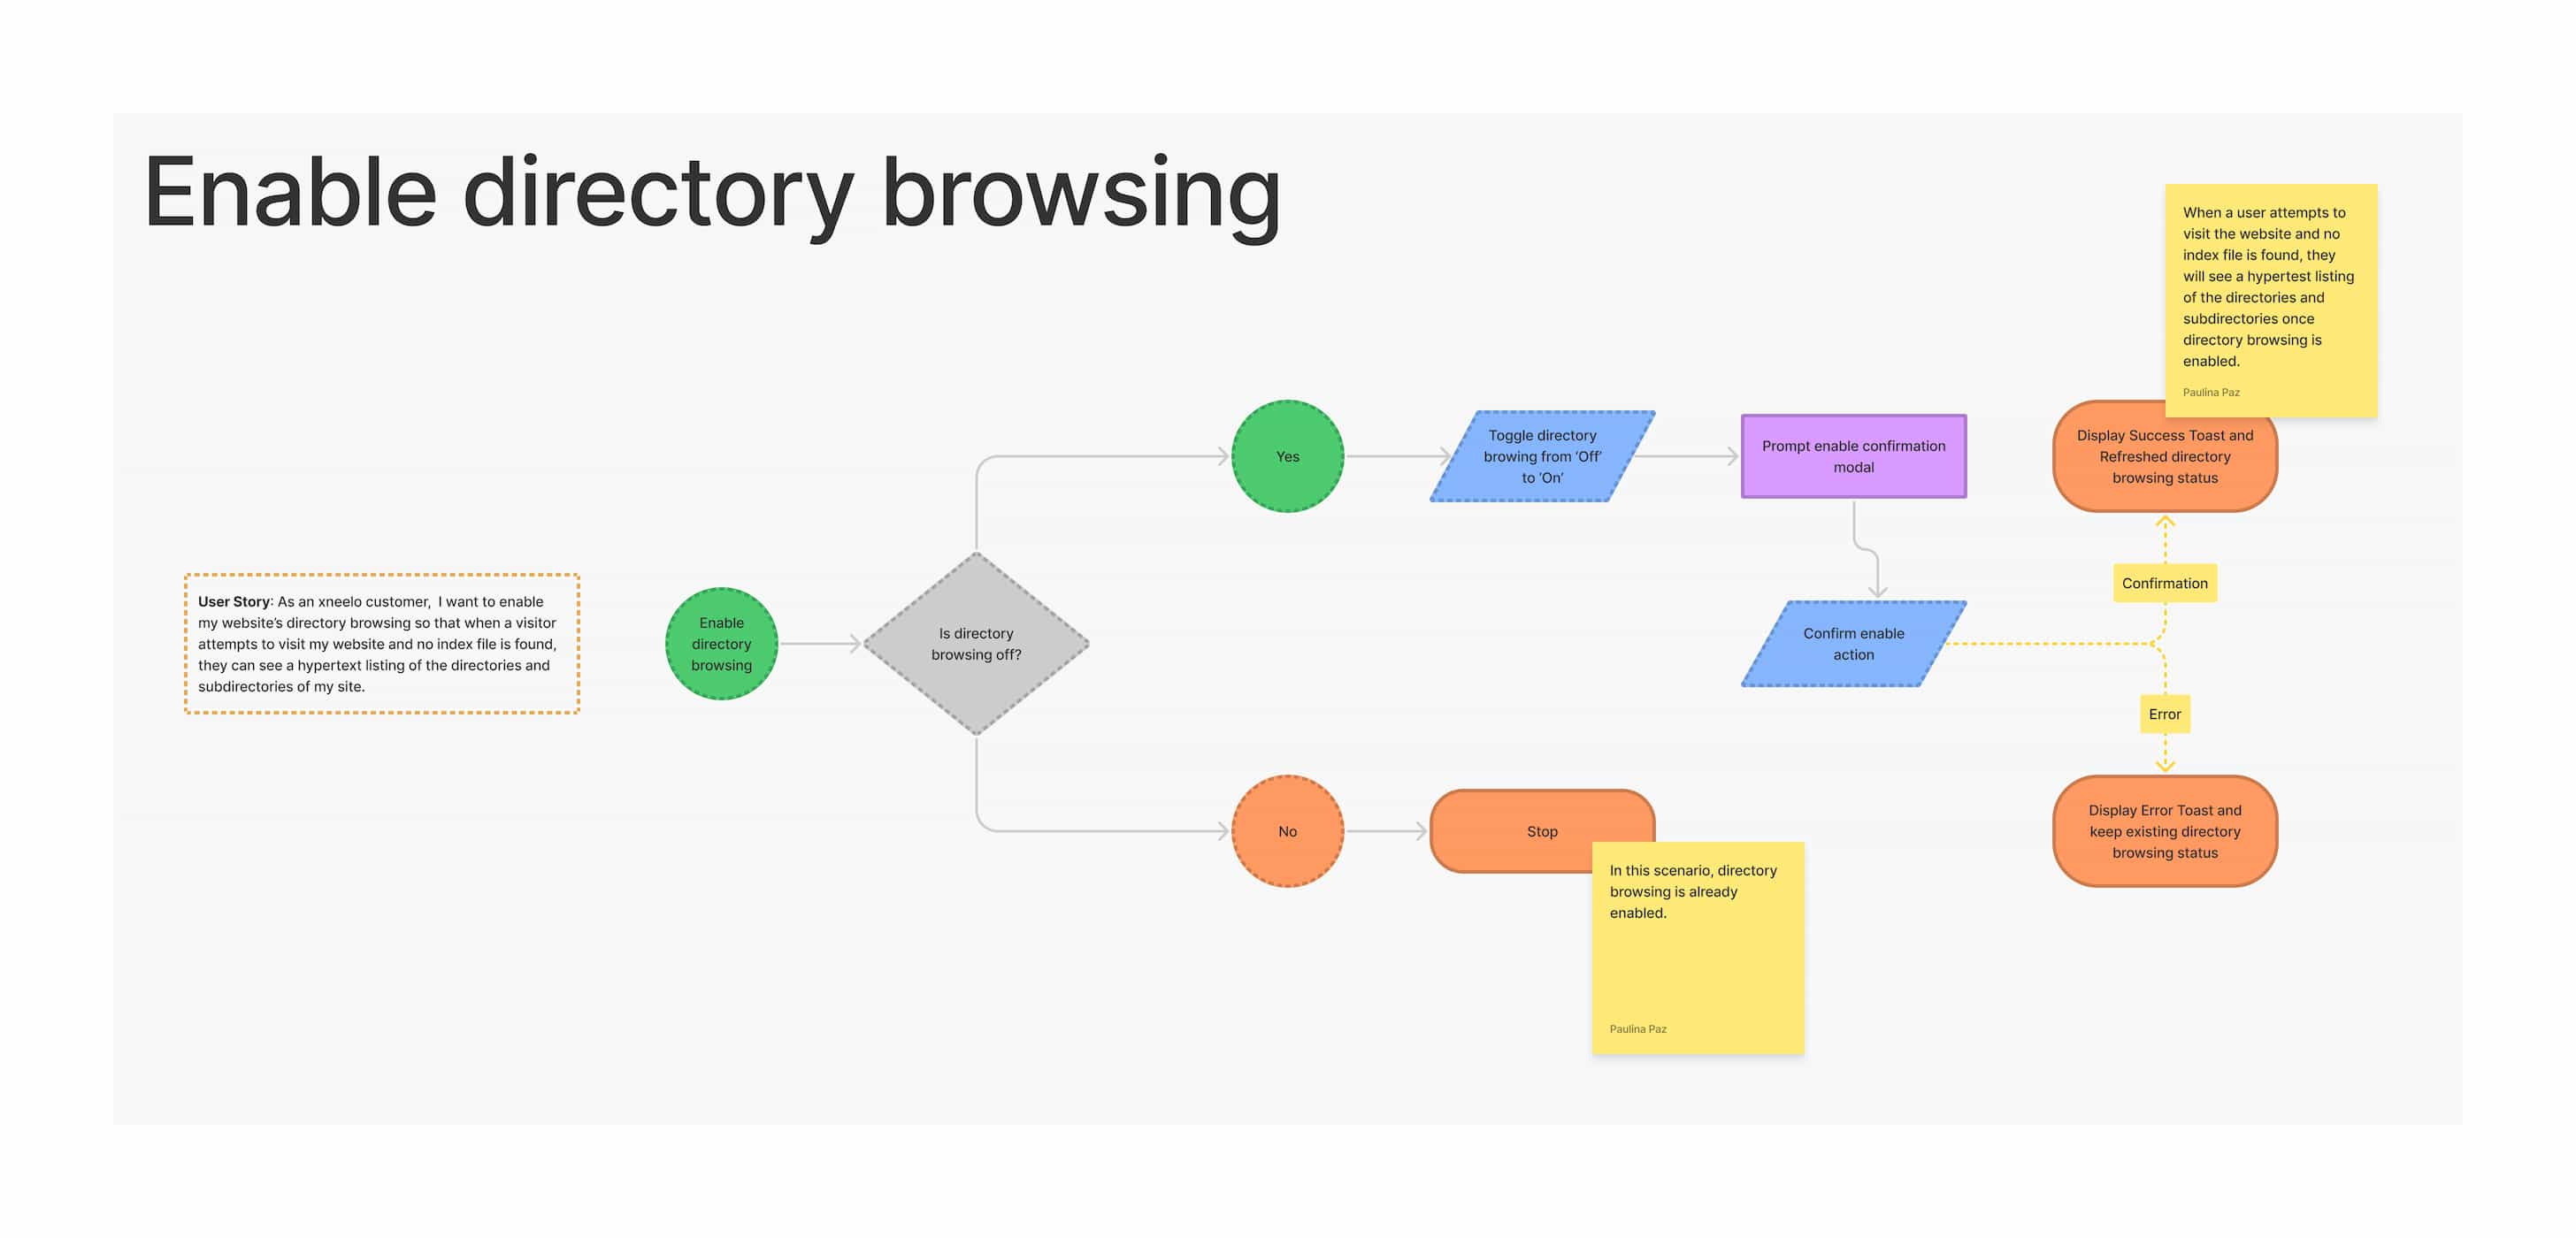 Enable directory browsing
When a user attempts to
visit the website and no
index file is found, they
will see a hypertest listing
of the directories and
subdirectories once
directory browsing is
enabled.
Paulina Paz
User Story: As an xneelo customer,  I want to enable
my website’s directory browsing so that when a visitor
attempts to visit my website and no index file is found,
they can see a hypertext listing of the directories and
subdirectories of my site.
Enable
directory
browsing
Is directory
browsing off?
Yes
Toggle directory
browing from ‘Off’
to ‘On’
Prompt enable confirmation
modal
Confirm enable
action
Confirmation
Display Success Toast and
Refreshed directory
browsing status
Error
Display Error Toast and
keep existing directory
browsing status
No
Stop
In this scenario, directory
browsing is already
enabled.
Paulina Paz